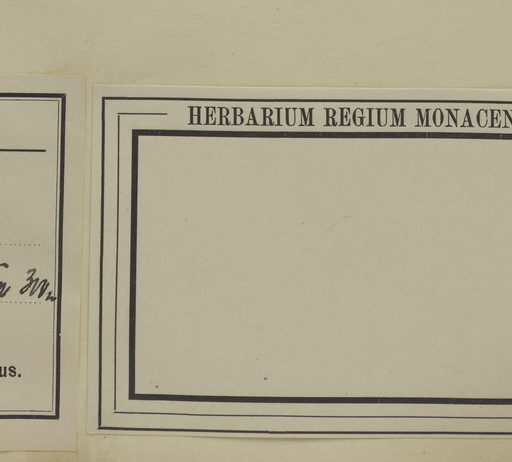 HERBARIUM REGIUM MONACEN
us.